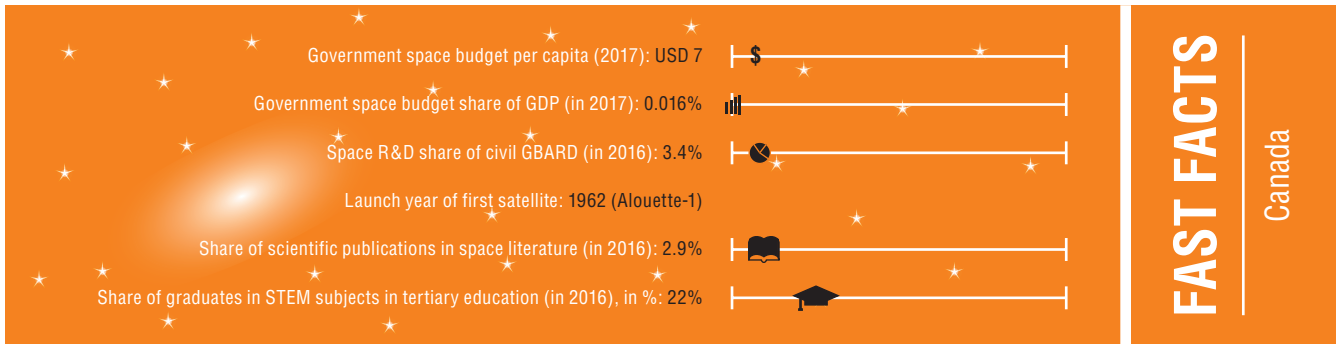 Government space budget per capita (2017): USD 7
$
Government space budget share of GDP (in 2017): 0.016%
Space R&D share of civil GBARD (in 2016): 3.4%
Launch year of first satellite: 1962 (Alouette-1)
Share of scientific publications in space literature (in 2016): 2.9%
Share of graduates in STEM subjects in tertiary education (in 2016), in %: 22%
FAST FACTS
Canada